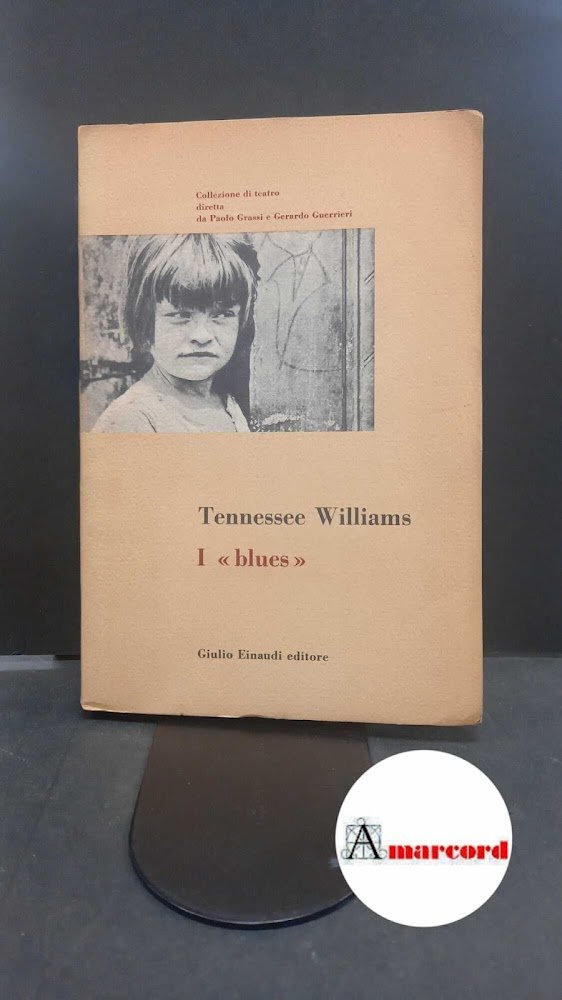 Collezione di teatro
diretta
da Paolo Grassi e Gerardo Guerrieri
Tennessee Williams
I « blues »
Giulio Einaudi editore
Amarcord